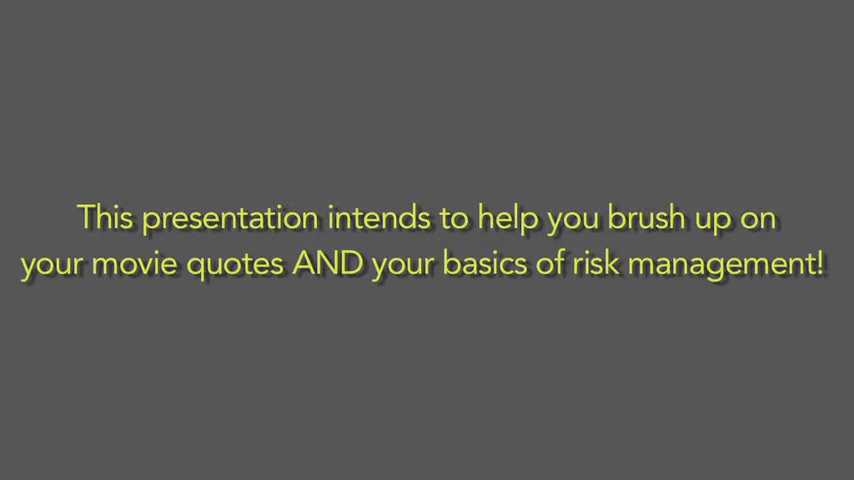 This presentation intends to help you brush up on
your movie quotes AND your basics of risk management!